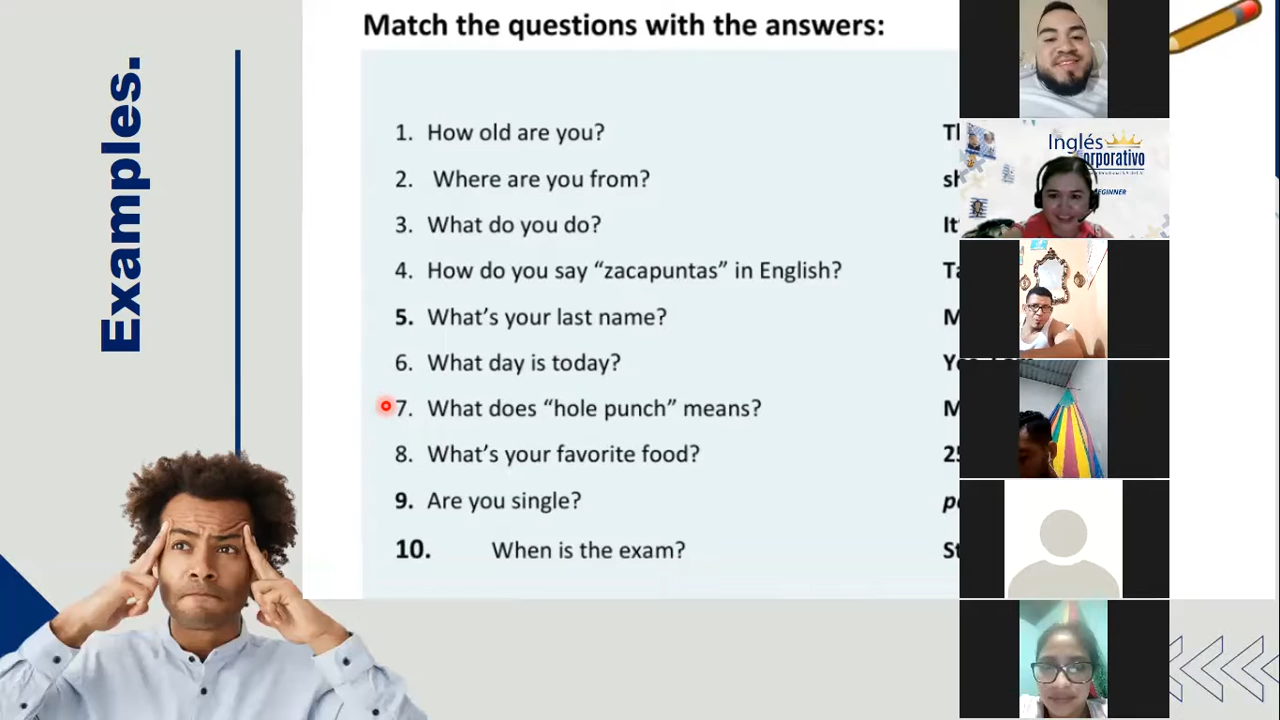 Examples.
Match the questions with the answers:
1. How old are you?
2. Where are you from?
3. What do you do?
4. How do you say “zacapuntas” in English?
5. What’s your last name?
6. What day is today?
7. What does “hole punch” means?
8. What’s your favorite food?
9. Are you single?
10. When is the exam?
Inglés
orporativo